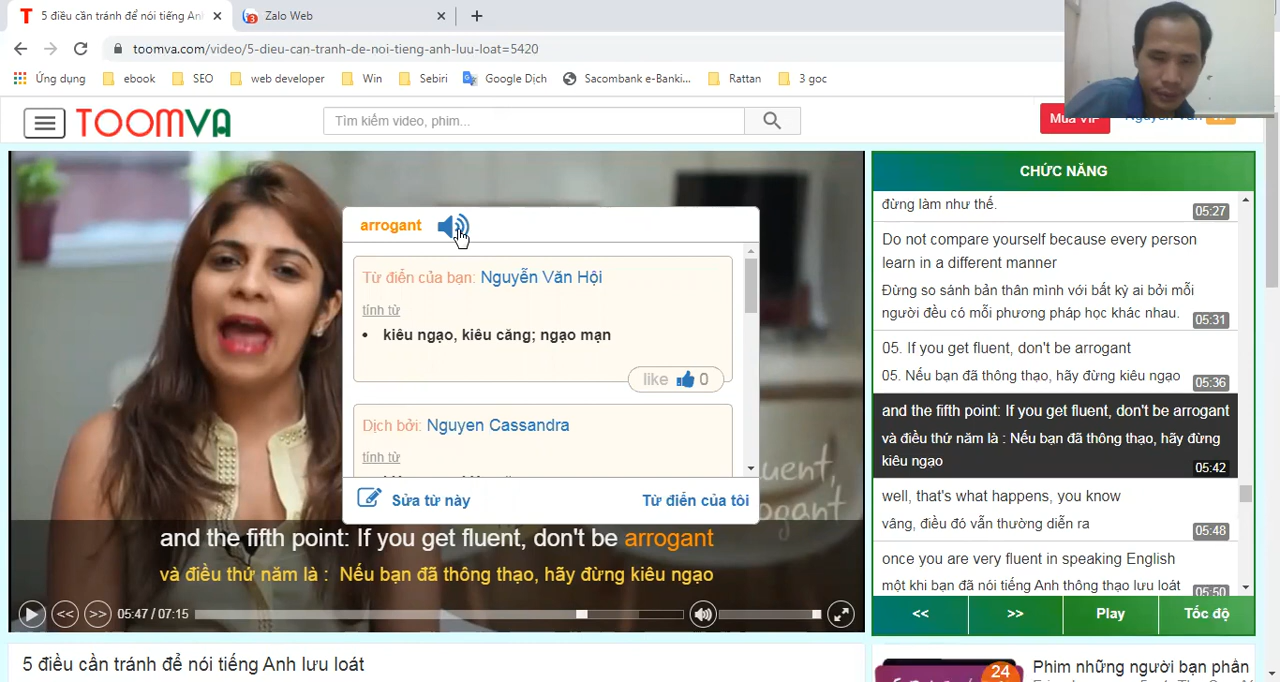 5 điều cần tránh để nói tiếng Anh
Zalo Web
toomva.com/video/5-dieu-can-tranh-de-noi-tieng-anh-luu-loat=5420
Ứng dụng
ebook
SEO
web developer
Win
Sebiri
Google Dịch
Sacombank e-Banki...
Rattan
3 goc
TOOMVA
Tìm kiếm video, phim...
Mua VIP
arrogant
Từ điển của bạn: Nguyễn Văn Hội
tính từ
• kiêu ngạo, kiêu căng; ngạo mạn
like 0
Dịch bởi: Nguyen Cassandra
tính từ
Sửa từ này
Từ điển của tôi
and the fifth point: If you get fluent, don't be arrogant
và điều thứ năm là : Nếu bạn đã thông thạo, hãy đừng kiêu ngạo
<< >> 05:47 / 07:15
5 điều cần tránh để nói tiếng Anh lưu loát
CHỨC NĂNG
đừng làm như thế.
05:27
Do not compare yourself because every person
learn in a different manner
Đừng so sánh bản thân mình với bất kỳ ai bởi mỗi
người đều có mỗi phương pháp học khác nhau.
05:31
05. If you get fluent, don't be arrogant
05. Nếu bạn đã thông thạo, hãy đừng kiêu ngạo
05:36
and the fifth point: If you get fluent, don't be arrogant
và điều thứ năm là : Nếu bạn đã thông thạo, hãy đừng
kiêu ngạo
05:42
well, that's what happens, you know
vâng, điều đó vẫn thường diễn ra
05:48
once you are very fluent in speaking English
một khi bạn đã nói tiếng Anh thông thạo lưu loát
05:50
<< >> Play Tốc độ
24
Phim những người bạn phần